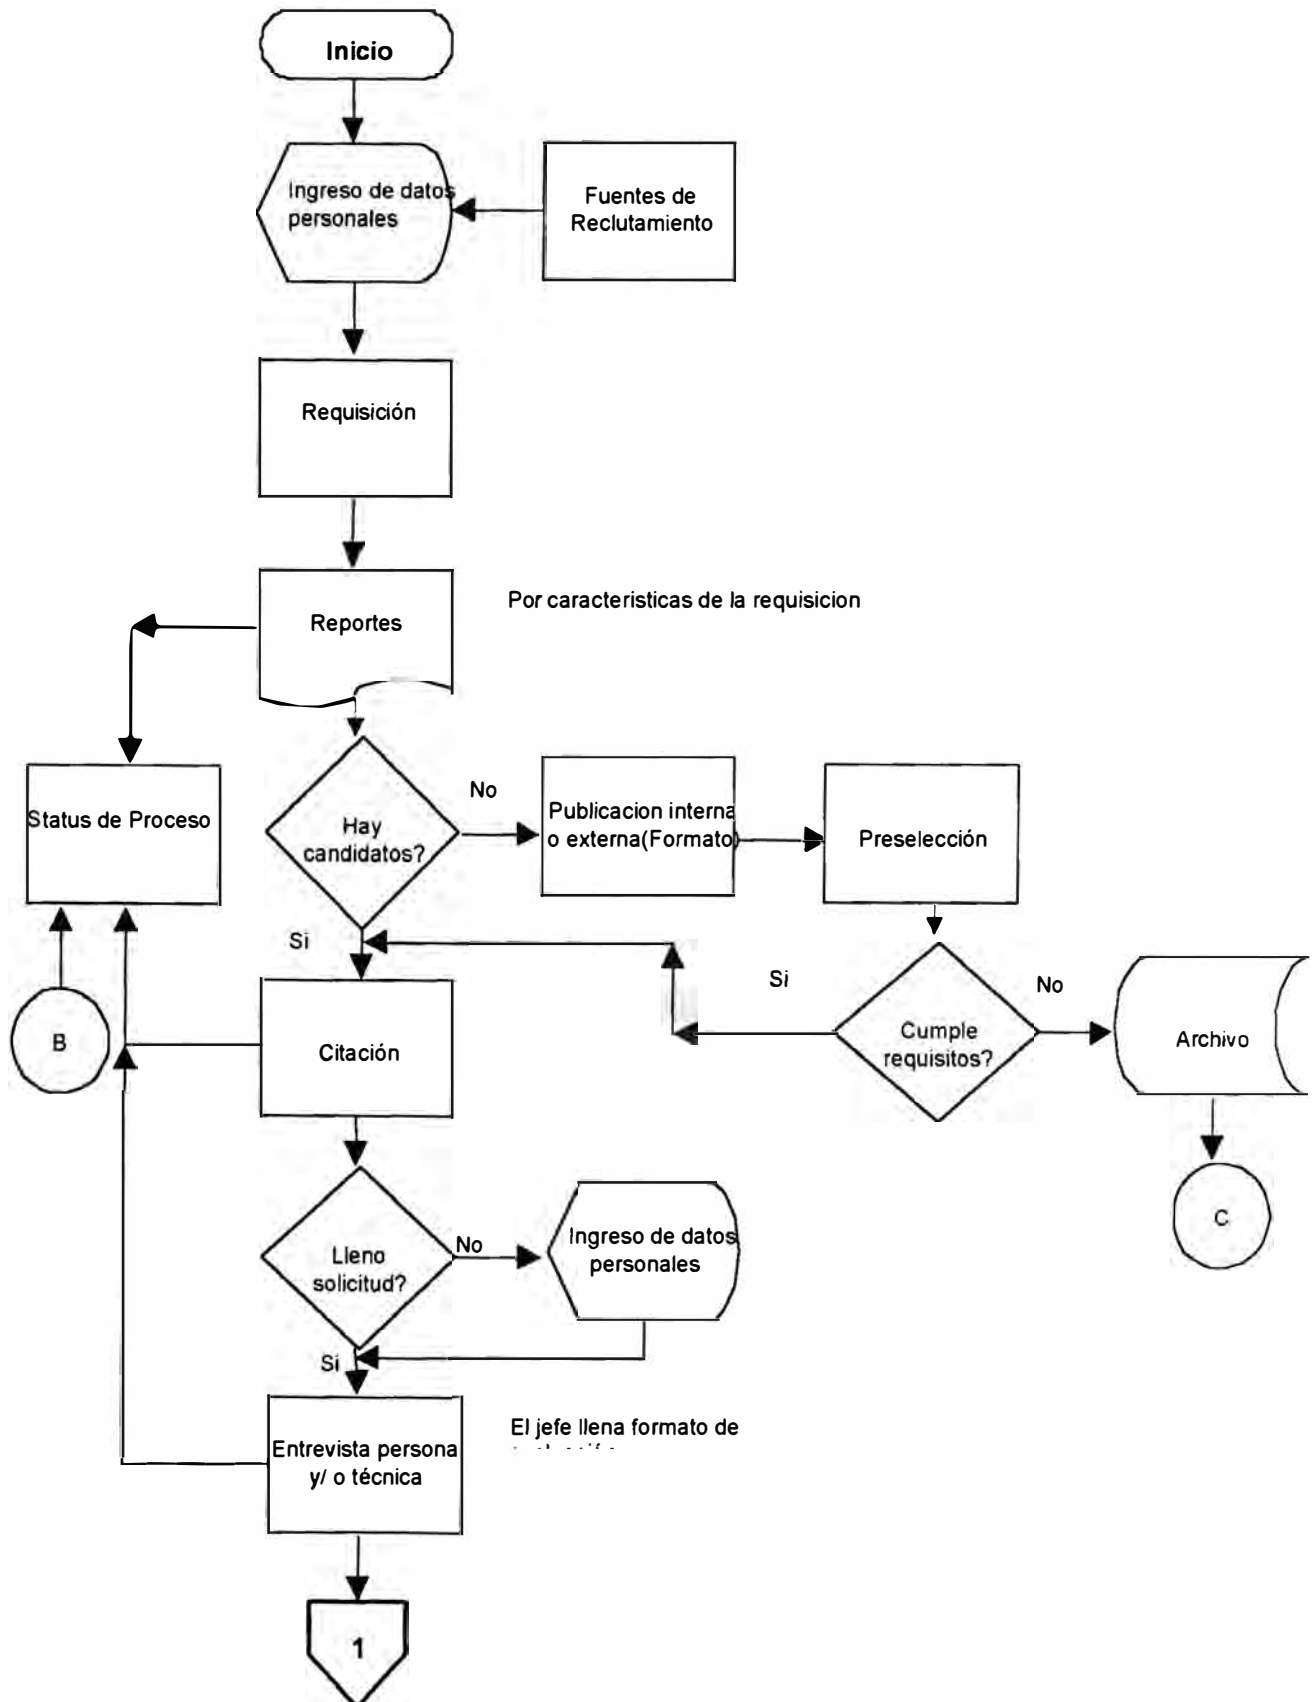 Inicio
Ingreso de datos
personales
Fuentes de
Reclutamiento
Requisición
Reportes
Por caracteristicas de la requisicion
Status de Proceso
Hay
candidatos?
No
Publicacion interna
o externa(Formato)
Preselección
Si
Si
No
B
Citación
Cumple
requisitos?
Archivo
C
Lleno
solicitud?
No
Ingreso de datos
personales
Si
Entrevista persona
y/ o técnica
El jefe llena formato de
1